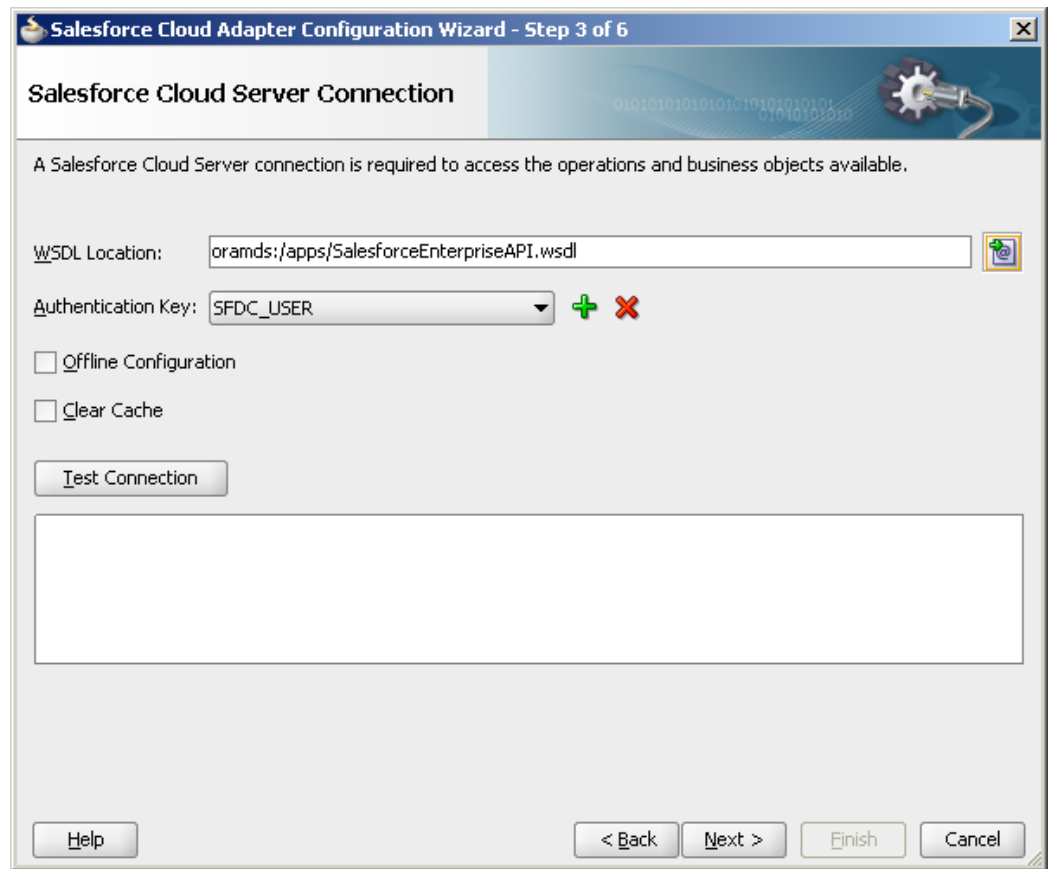 Salesforce Cloud Adapter Configuration Wizard - Step 3 of 6
Salesforce Cloud Server Connection
A Salesforce Cloud Server connection is required to access the operations and business objects available.
WSDL Location: oramds:/apps/SalesforceEnterpriseAPI.wsdl
Authentication Key: SFDC_USER
Offline Configuration
Clear Cache
Test Connection
Help < Back Next > Finish Cancel